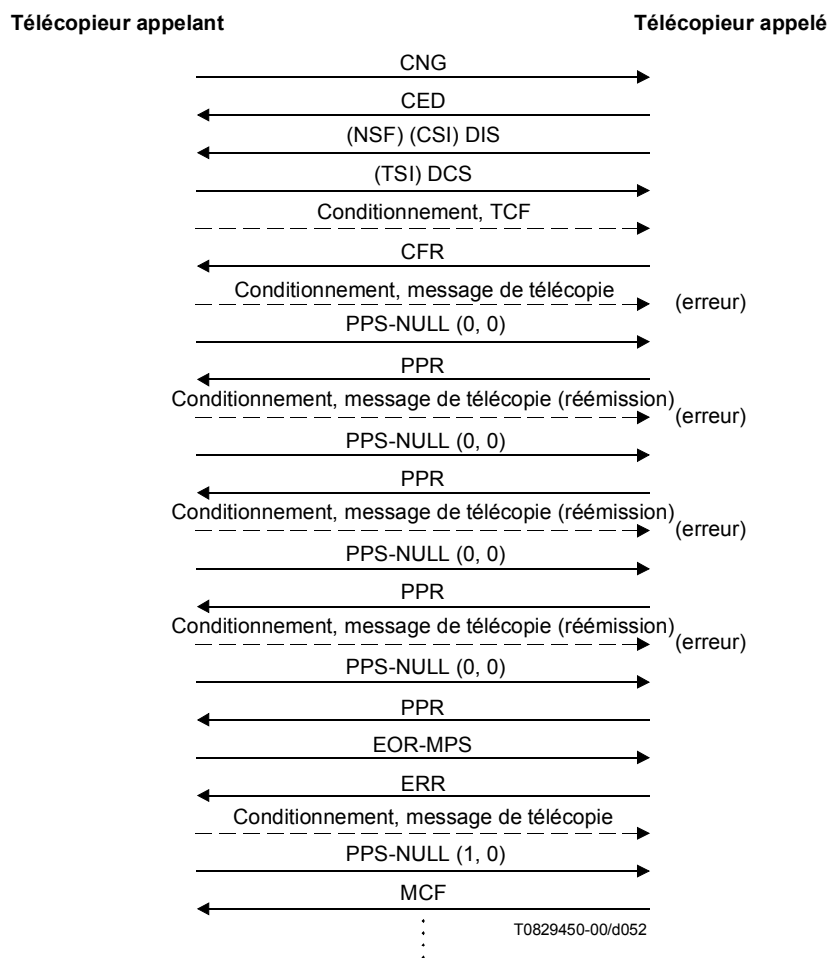 Télécopieur appelant Télécopieur appelé
CNG
CED
(NSF) (CSI) DIS
(TSI) DCS
Conditionnement, TCF
CFR
Conditionnement, message de télécopie (erreur)
PPS-NULL (0, 0)
PPR
Conditionnement, message de télécopie (réémission) (erreur)
PPS-NULL (0, 0)
PPR
Conditionnement, message de télécopie (réémission) (erreur)
PPS-NULL (0, 0)
PPR
Conditionnement, message de télécopie (réémission) (erreur)
PPS-NULL (0, 0)
PPR
EOR-MPS
ERR
Conditionnement, message de télécopie
PPS-NULL (1, 0)
MCF
T0829450-00/d052